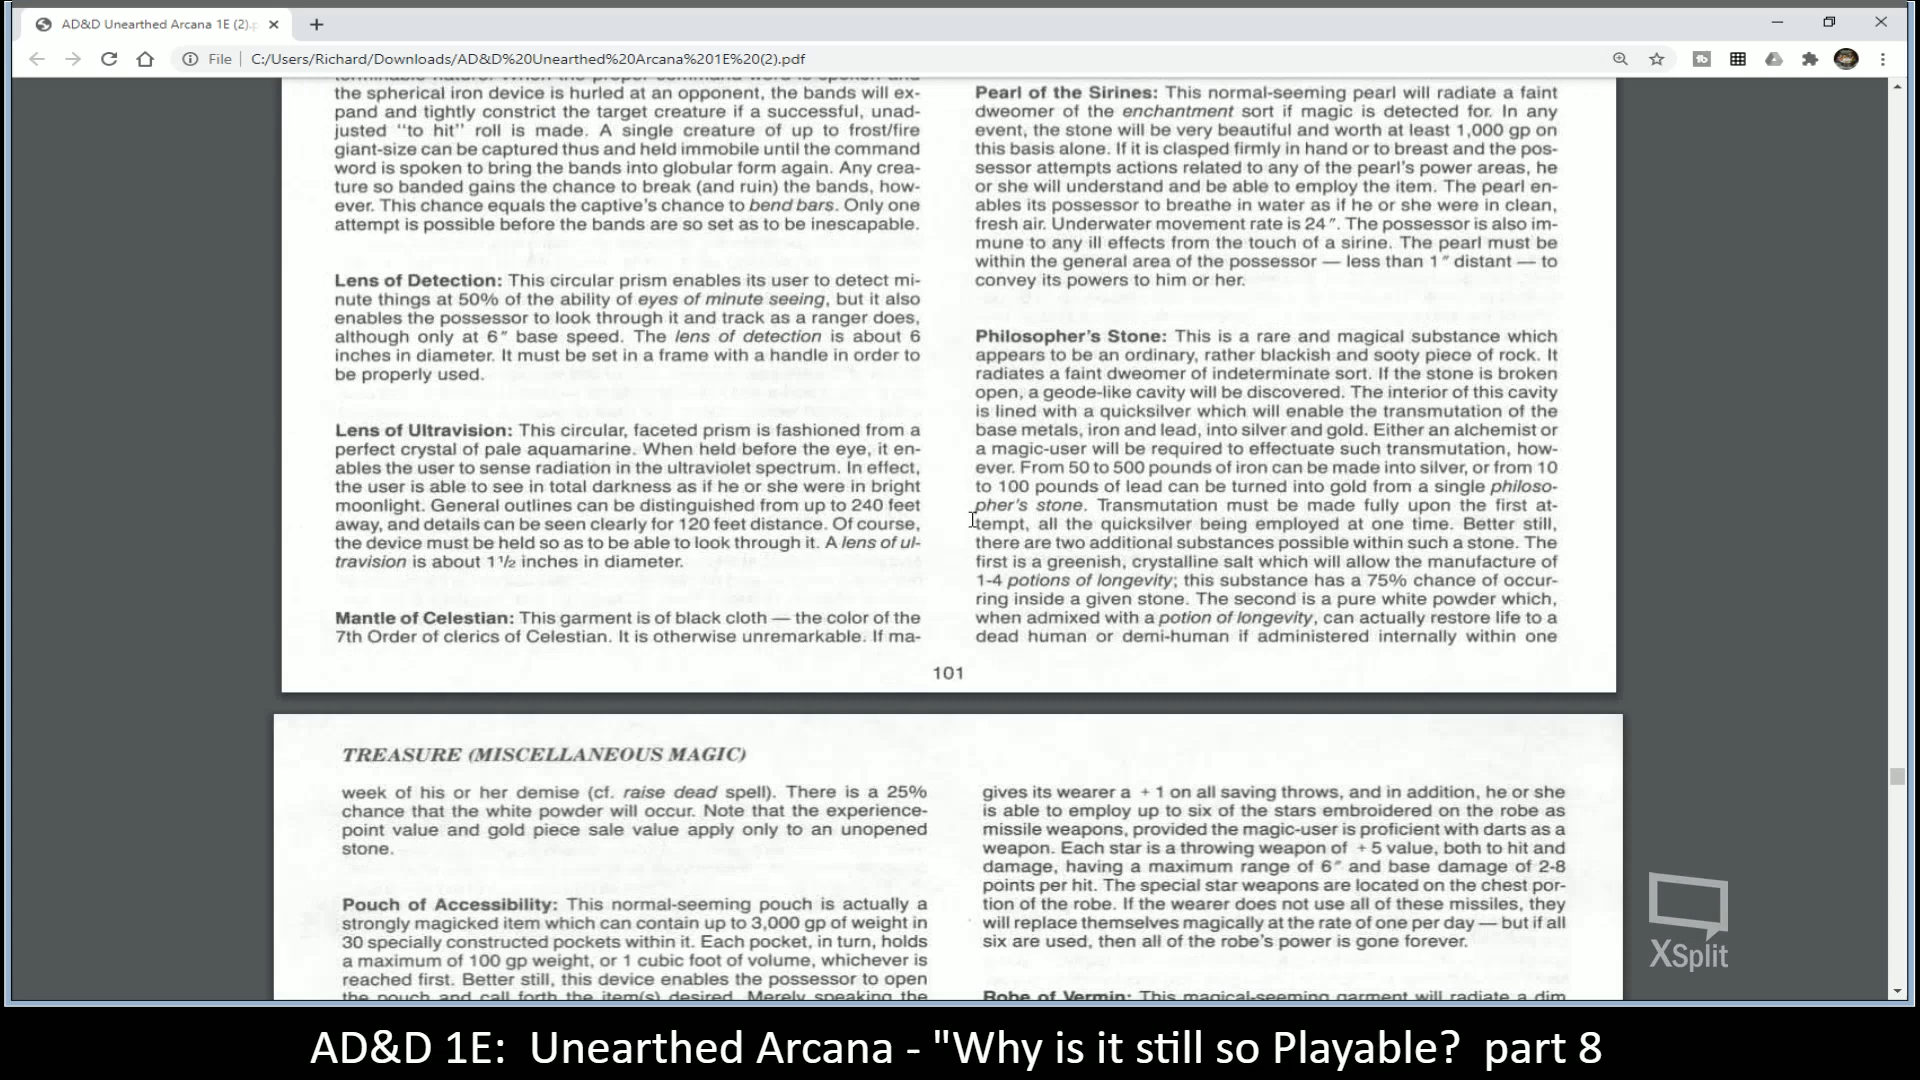 AD&D Unearthed Arcana 1E (2).p
File
C:/Users/Richard/Downloads/AD&D%20Unearthed%20Arcana%201E%20(2).pdf
terminable nature. When the proper command word is spoken and
the spherical iron device is hurled at an opponent, the bands will ex-
pand and tightly constrict the target creature if a successful, unad-
justed "to hit" roll is made. A single creature of up to frost/fire
giant-size can be captured thus and held immobile until the command
word is spoken to bring the bands into globular form again. Any crea-
ture so banded gains the chance to break (and ruin) the bands, how-
ever. This chance equals the captive's chance to bend bars. Only one
attempt is possible before the bands are so set as to be inescapable.
Lens of Detection: This circular prism enables its user to detect mi-
nute things at 50% of the ability of eyes of minute seeing, but it also
enables the possessor to look through it and track as a ranger does,
although only at 6" base speed. The lens of detection is about 6
inches in diameter. It must be set in a frame with a handle in order to
be properly used.
Lens of Ultravision: This circular, faceted prism is fashioned from a
perfect crystal of pale aquamarine. When held before the eye, it en-
ables the user to sense radiation in the ultraviolet spectrum. In effect,
the user is able to see in total darkness as if he or she were in bright
moonlight. General outlines can be distinguished from up to 240 feet
away, and details can be seen clearly for 120 feet distance. Of course,
the device must be held so as to be able to look through it. A lens of ul-
travision is about 1 1/2 inches in diameter.
Mantle of Celestian: This garment is of black cloth — the color of the
7th Order of clerics of Celestian. It is otherwise unremarkable. If ma-
Pearl of the Sirines: This normal-seeming pearl will radiate a faint
dweomer of the enchantment sort if magic is detected for. In any
event, the stone will be very beautiful and worth at least 1,000 gp on
this basis alone. If it is clasped firmly in hand or to breast and the pos-
sessor attempts actions related to any of the pearl's power areas, he
or she will understand and be able to employ the item. The pearl en-
ables its possessor to breathe in water as if he or she were in clean,
fresh air. Underwater movement rate is 24". The possessor is also im-
mune to any ill effects from the touch of a sirine. The pearl must be
within the general area of the possessor — less than 1" distant — to
convey its powers to him or her.
Philosopher's Stone: This is a rare and magical substance which
appears to be an ordinary, rather blackish and sooty piece of rock. It
radiates a faint dweomer of indeterminate sort. If the stone is broken
open, a geode-like cavity will be discovered. The interior of this cavity
is lined with a quicksilver which will enable the transmutation of the
base metals, iron and lead, into silver and gold. Either an alchemist or
a magic-user will be required to effectuate such transmutation, how-
ever. From 50 to 500 pounds of iron can be made into silver, or from 10
to 100 pounds of lead can be turned into gold from a single philoso-
pher's stone. Transmutation must be made fully upon the first at-
tempt, all the quicksilver being employed at one time. Better still,
there are two additional substances possible within such a stone. The
first is a greenish, crystalline salt which will allow the manufacture of
1-4 potions of longevity; this substance has a 75% chance of occur-
ring inside a given stone. The second is a pure white powder which,
when admixed with a potion of longevity, can actually restore life to a
dead human or demi-human if administered internally within one
101
TREASURE (MISCELLANEOUS MAGIC)
week of his or her demise (cf. raise dead spell). There is a 25%
chance that the white powder will occur. Note that the experience-
point value and gold piece sale value apply only to an unopened
stone.
Pouch of Accessibility: This normal-seeming pouch is actually a
strongly magicked item which can contain up to 3,000 gp of weight in
30 specially constructed pockets within it. Each pocket, in turn, holds
a maximum of 100 gp weight, or 1 cubic foot of volume, whichever is
reached first. Better still, this device enables the possessor to open
the pouch and call forth the item(s) desired. Merely speaking the
gives its wearer a +1 on all saving throws, and in addition, he or she
is able to employ up to six of the stars embroidered on the robe as
missile weapons, provided the magic-user is proficient with darts as a
weapon. Each star is a throwing weapon of +5 value, both to hit and
damage, having a maximum range of 6" and base damage of 2-8
points per hit. The special star weapons are located on the chest por-
tion of the robe. If the wearer does not use all of these missiles, they
will replace themselves magically at the rate of one per day — but if all
six are used, then all of the robe's power is gone forever.
Robe of Vermin: This magical-seeming garment will radiate a dim
XSplit
AD&D 1E: Unearthed Arcana - "Why is it still so Playable? part 8